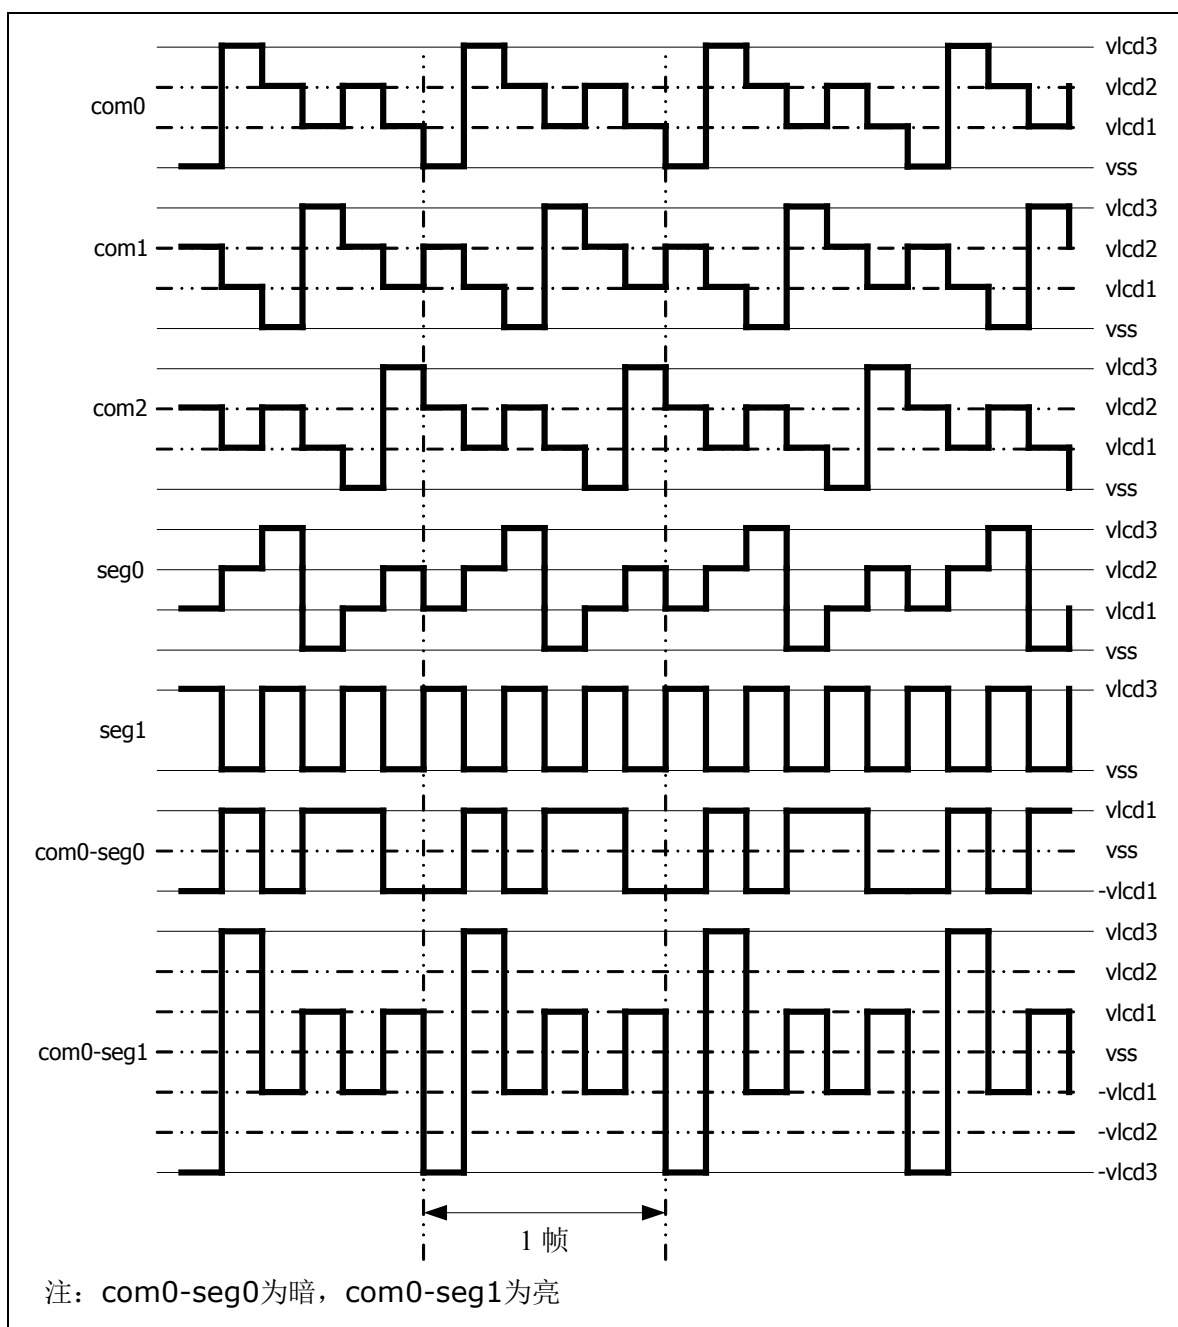 com0
vlcd3
vlcd2
vlcd1
vss
com1
vlcd3
vlcd2
vlcd1
vss
com2
vlcd3
vlcd2
vlcd1
vss
seg0
vlcd3
vlcd2
vlcd1
vss
seg1
vlcd3
vss
com0-seg0
vlcd1
vss
-vlcd1
com0-seg1
vlcd3
vlcd2
vlcd1
vss
-vlcd1
-vlcd2
-vlcd3
1 帧
注：com0-seg0为暗，com0-seg1为亮